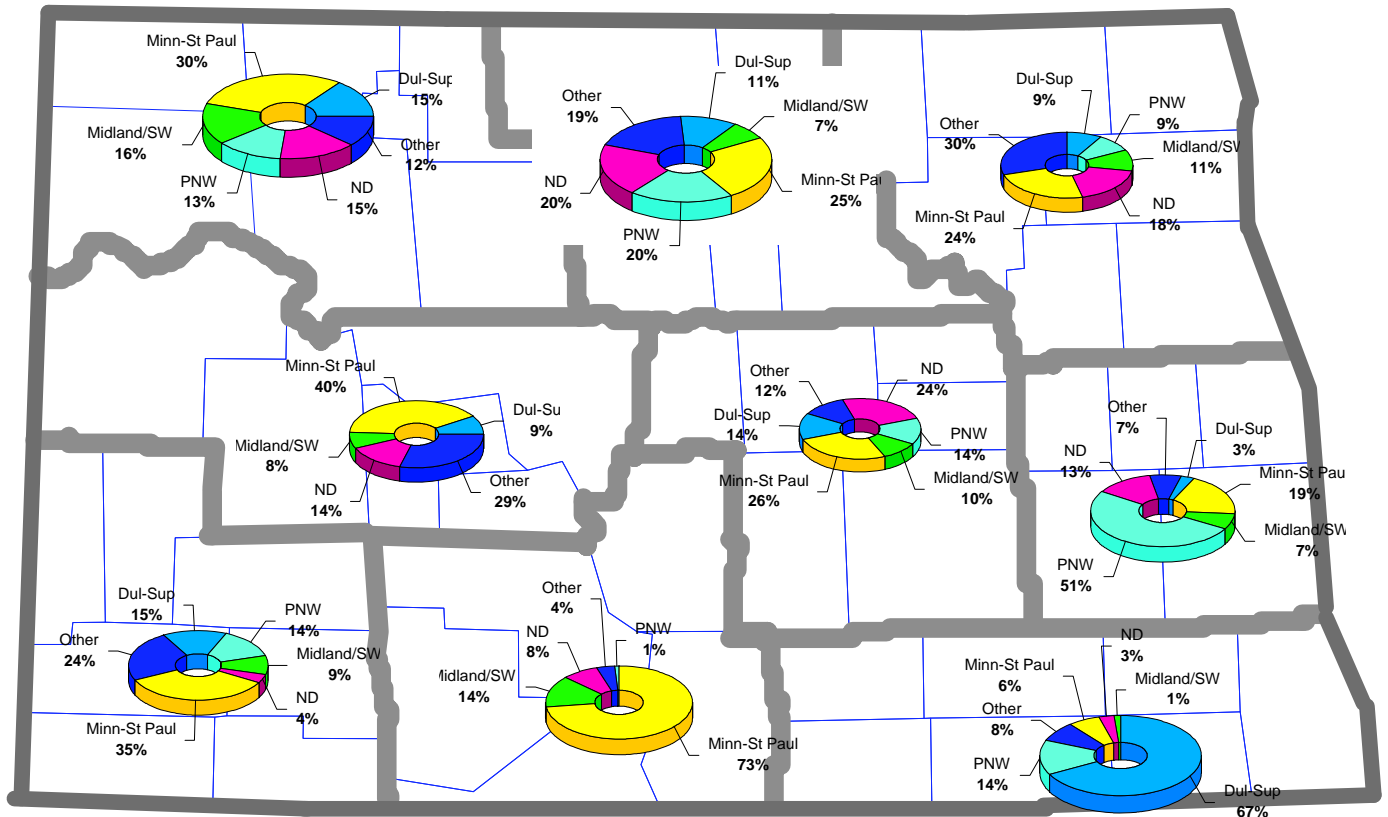 Minn-St Paul
30%
Dul-Sup
15%
Other
12%
ND
15%
PNW
13%
Midland/SW
16%
Dul-Sup
11%
Midland/SW
7%
Minn-St Pau
25%
PNW
20%
ND
20%
Other
19%
Dul-Sup
9%
PNW
9%
Midland/SW
11%
ND
18%
Minn-St Paul
24%
Other
30%
Minn-St Paul
40%
Dul-Su
9%
Other
29%
ND
14%
Midland/SW
8%
ND
24%
PNW
14%
Midland/SW
10%
Minn-St Paul
26%
Dul-Sup
14%
Other
12%
Other
7%
Dul-Sup
3%
Minn-St Pau
19%
Midland/SW
7%
PNW
51%
ND
13%
Dul-Sup
15%
PNW
14%
Midland/SW
9%
ND
4%
Minn-St Paul
35%
Other
24%
Other
4%
PNW
1%
Minn-St Paul
73%
idland/SW
14%
ND
8%
ND
3%
Midland/SW
1%
Dul-Sup
67%
PNW
14%
Other
8%
Minn-St Paul
6%